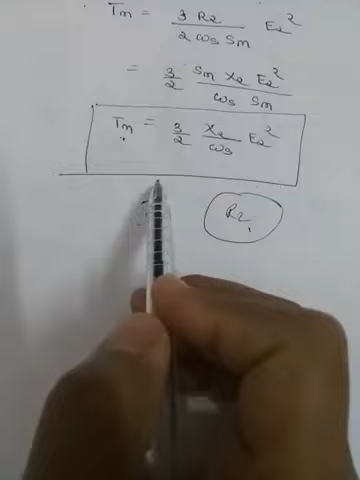 Tm = 3 R2 / 2 ωs Sm E2²
= 3/2 Sm X2 E2² / ωs Sm
Tm = 3/2 X2 / ωs E2²
R2